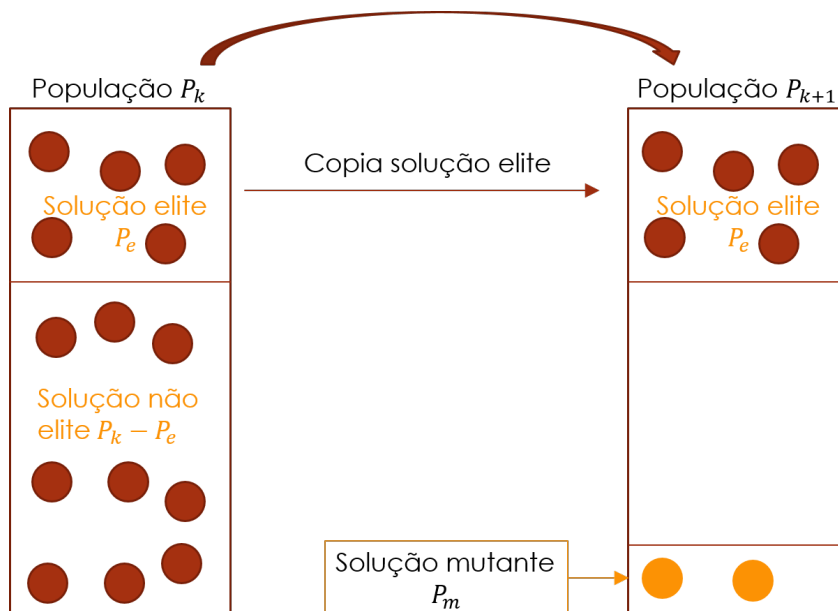 População P_k
População P_{k+1}
Copia solução elite
Solução elite
P_e
Solução elite
P_e
Solução não
elite P_k − P_e
Solução mutante
P_m